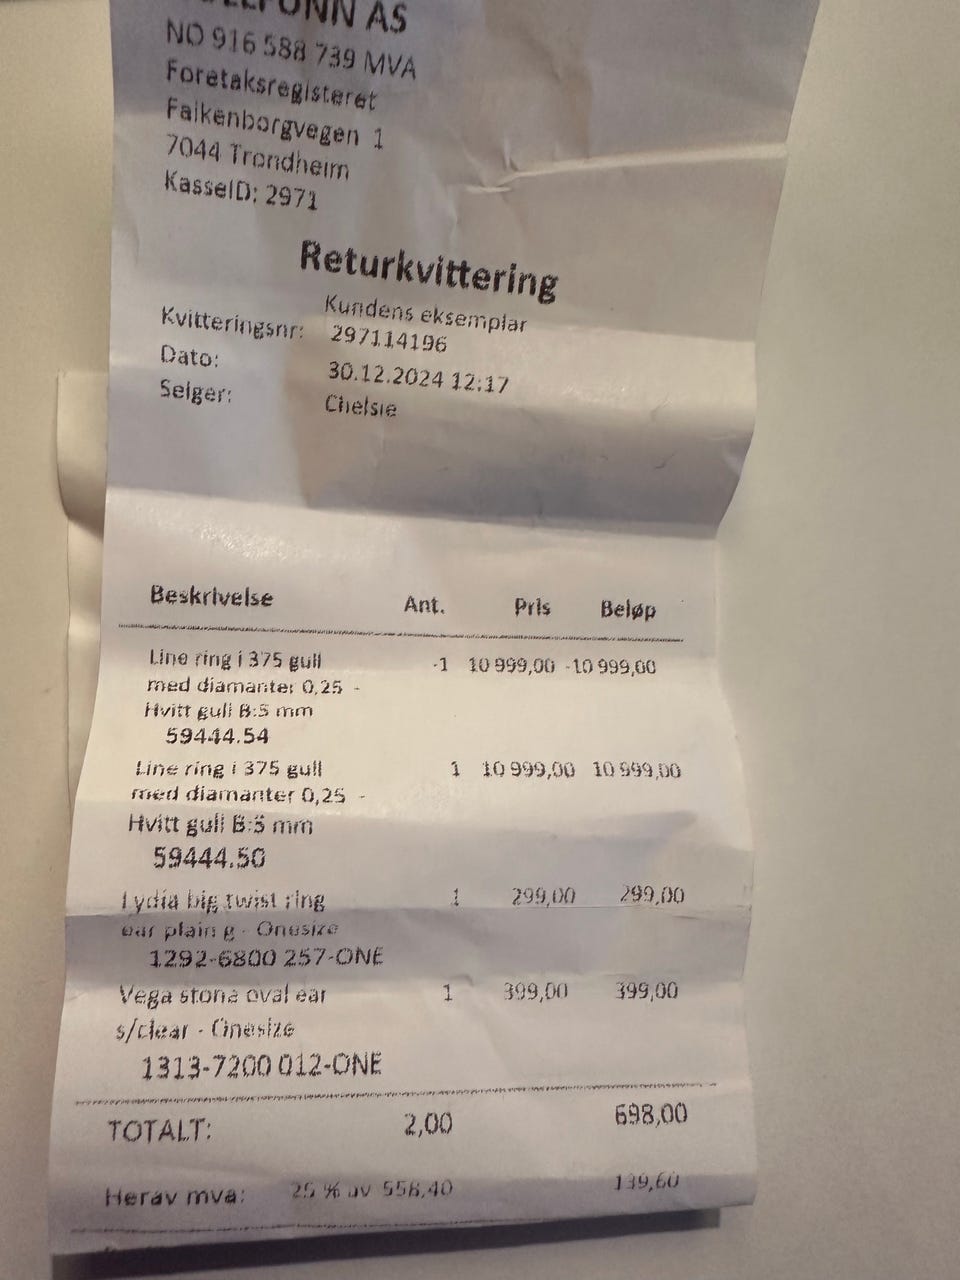 AS
NO 916 588 739 MVA
Foretaksregisteret
Falkenborgvegen 1
7044 Trondheim
KasseID: 2971
Returkvittering
Kundens eksemplar
Kvitteringsnr: 297114196
Dato: 30.12.2024 12:17
Selger: Chelsie
Beskrivelse Ant. Pris Beløp
Line ring i 375 gull -1 10 999,00 -10 999,00
med diamanter 0,25 -
Hvitt gull B:5 mm
59444.54
Line ring i 375 gull 1 10 999,00 10 999,00
med diamanter 0,25 -
Hvitt gull B:5 mm
59444.50
Lydia big twist ring 1 299,00 299,00
ear plain g - Onesize
1292-6800 257-ONE
Vega stone oval ear 1 399,00 399,00
s/clear - Onesize
1313-7200 012-ONE
TOTALT: 2,00 698,00
Herav mva: 25 % av 558,40 139,60